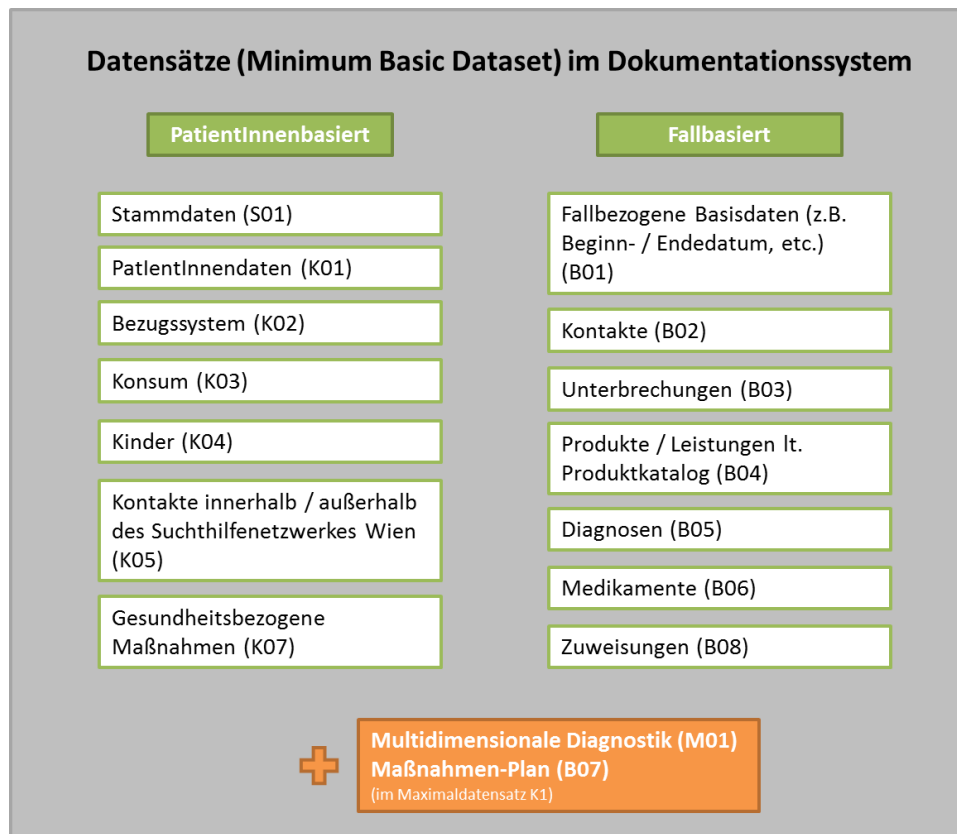 Datensätze (Minimum Basic Dataset) im Dokumentationssystem
PatientInnenbasiert
Stammdaten (S01)
PatIentInnendaten (K01)
Bezugssystem (K02)
Konsum (K03)
Kinder (K04)
Kontakte innerhalb / außerhalb
des Suchthilfenetzwerkes Wien
(K05)
Gesundheitsbezogene
Maßnahmen (K07)
Fallbasiert
Fallbezogene Basisdaten (z.B.
Beginn- / Endedatum, etc.)
(B01)
Kontakte (B02)
Unterbrechungen (B03)
Produkte / Leistungen lt.
Produktkatalog (B04)
Diagnosen (B05)
Medikamente (B06)
Zuweisungen (B08)
Multidimensionale Diagnostik (M01)
Maßnahmen-Plan (B07)
(im Maximaldatensatz K1)